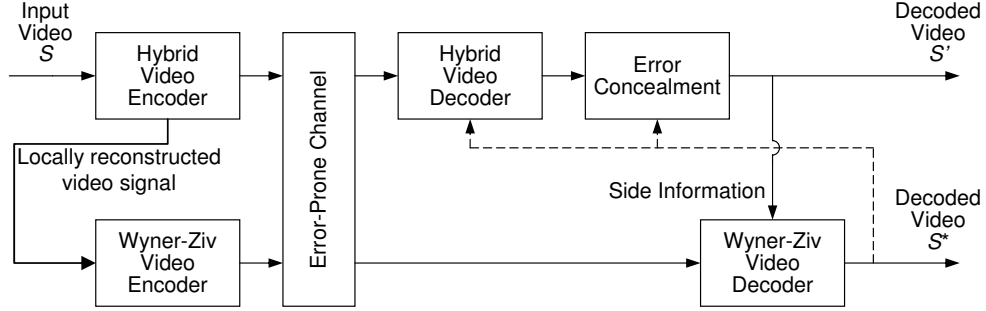 Input
Video
S
Hybrid
Video
Encoder
Error-Prone Channel
Hybrid
Video
Decoder
Error
Concealment
Decoded
Video
S'
Locally reconstructed
video signal
Side Information
Wyner-Ziv
Video
Encoder
Wyner-Ziv
Video
Decoder
Decoded
Video
S*